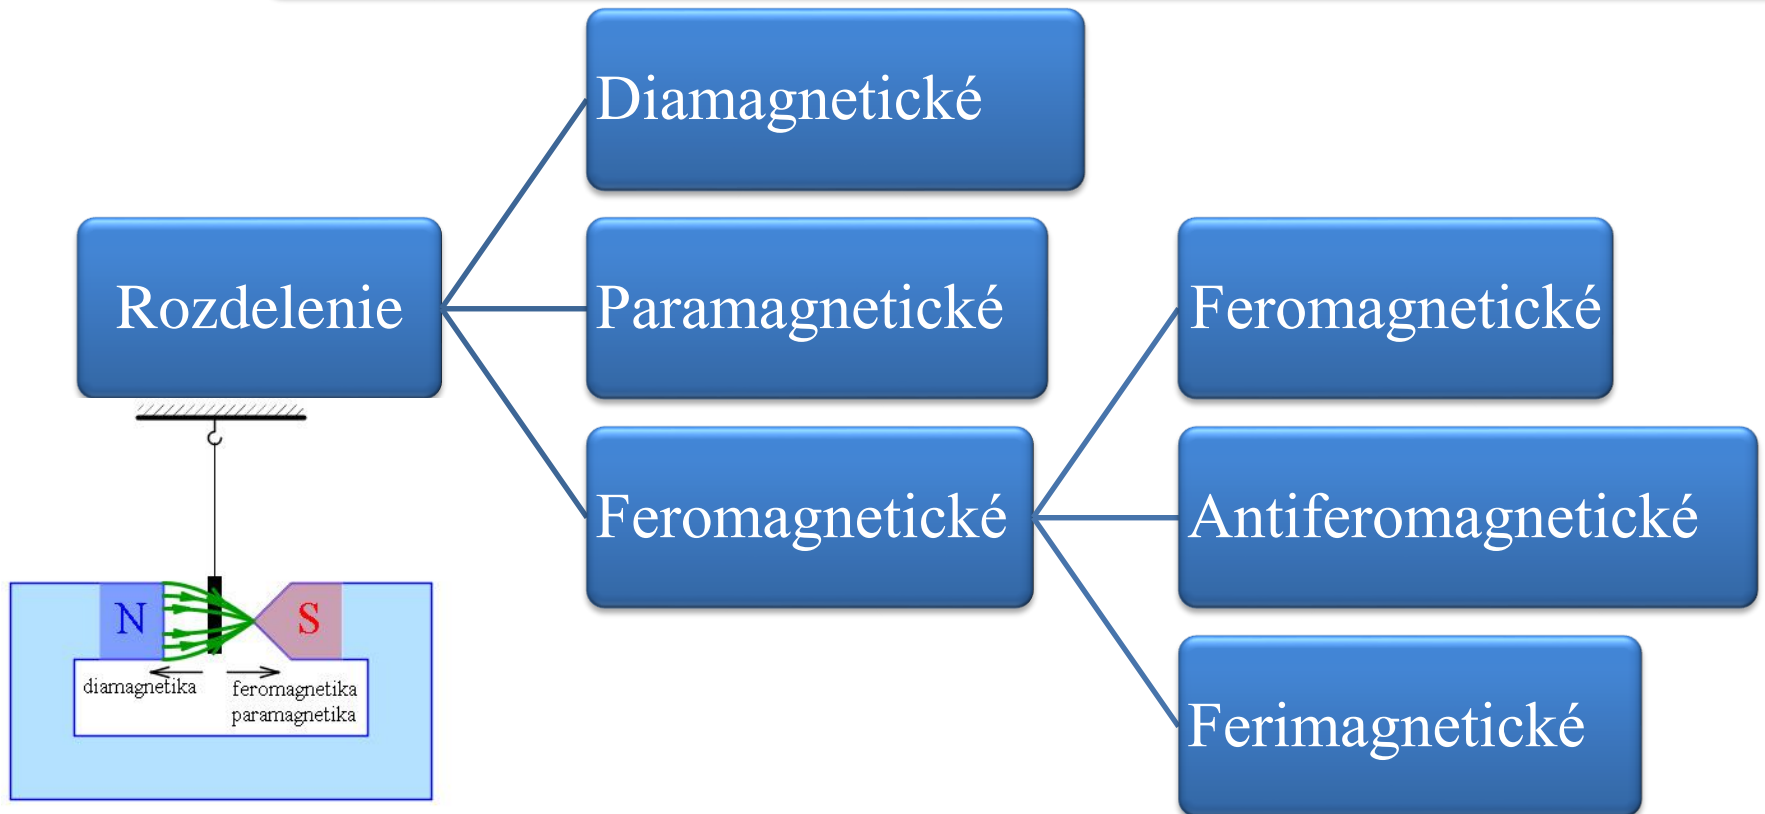 Rozdelenie
Diamagnetické
Paramagnetické
Feromagnetické
Feromagnetické
Antiferomagnetické
Ferimagnetické
N
S
diamagnetika
feromagnetika
paramagnetika